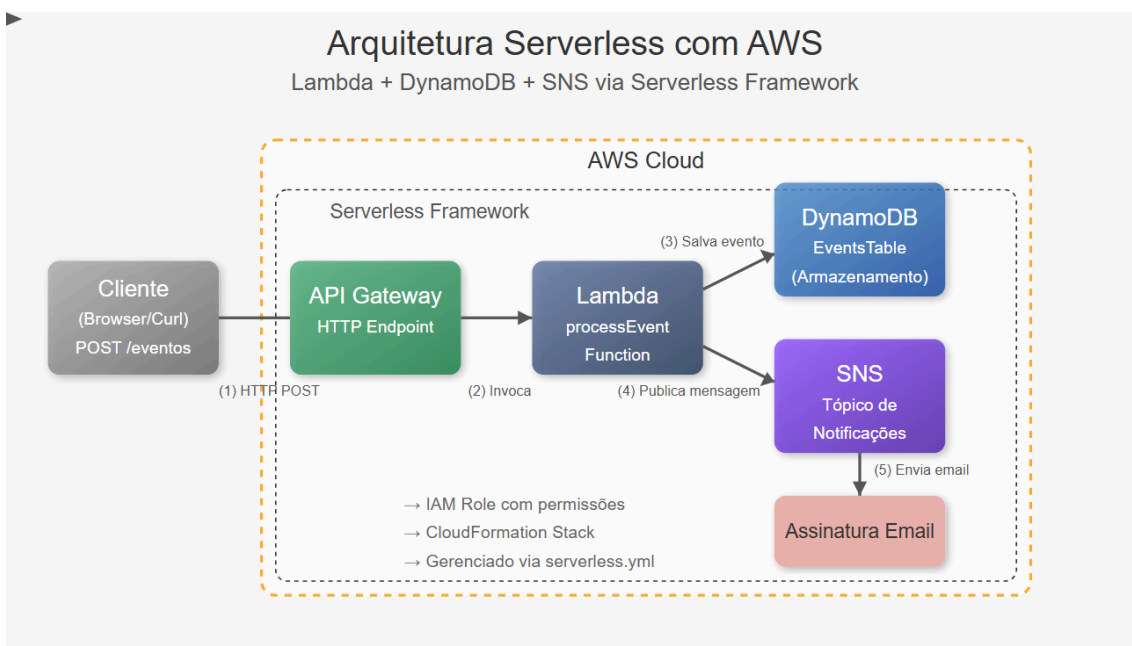 Arquitetura Serverless com AWS
Lambda + DynamoDB + SNS via Serverless Framework
AWS Cloud
Serverless Framework
Cliente
(Browser/Curl)
POST /eventos
(1) HTTP POST
API Gateway
HTTP Endpoint
(2) Invoca
Lambda
processEvent
Function
(3) Salva evento
DynamoDB
EventsTable
(Armazenamento)
(4) Publica mensagem
SNS
Tópico de
Notificações
(5) Envia email
Assinatura Email
→ IAM Role com permissões
→ CloudFormation Stack
→ Gerenciado via serverless.yml